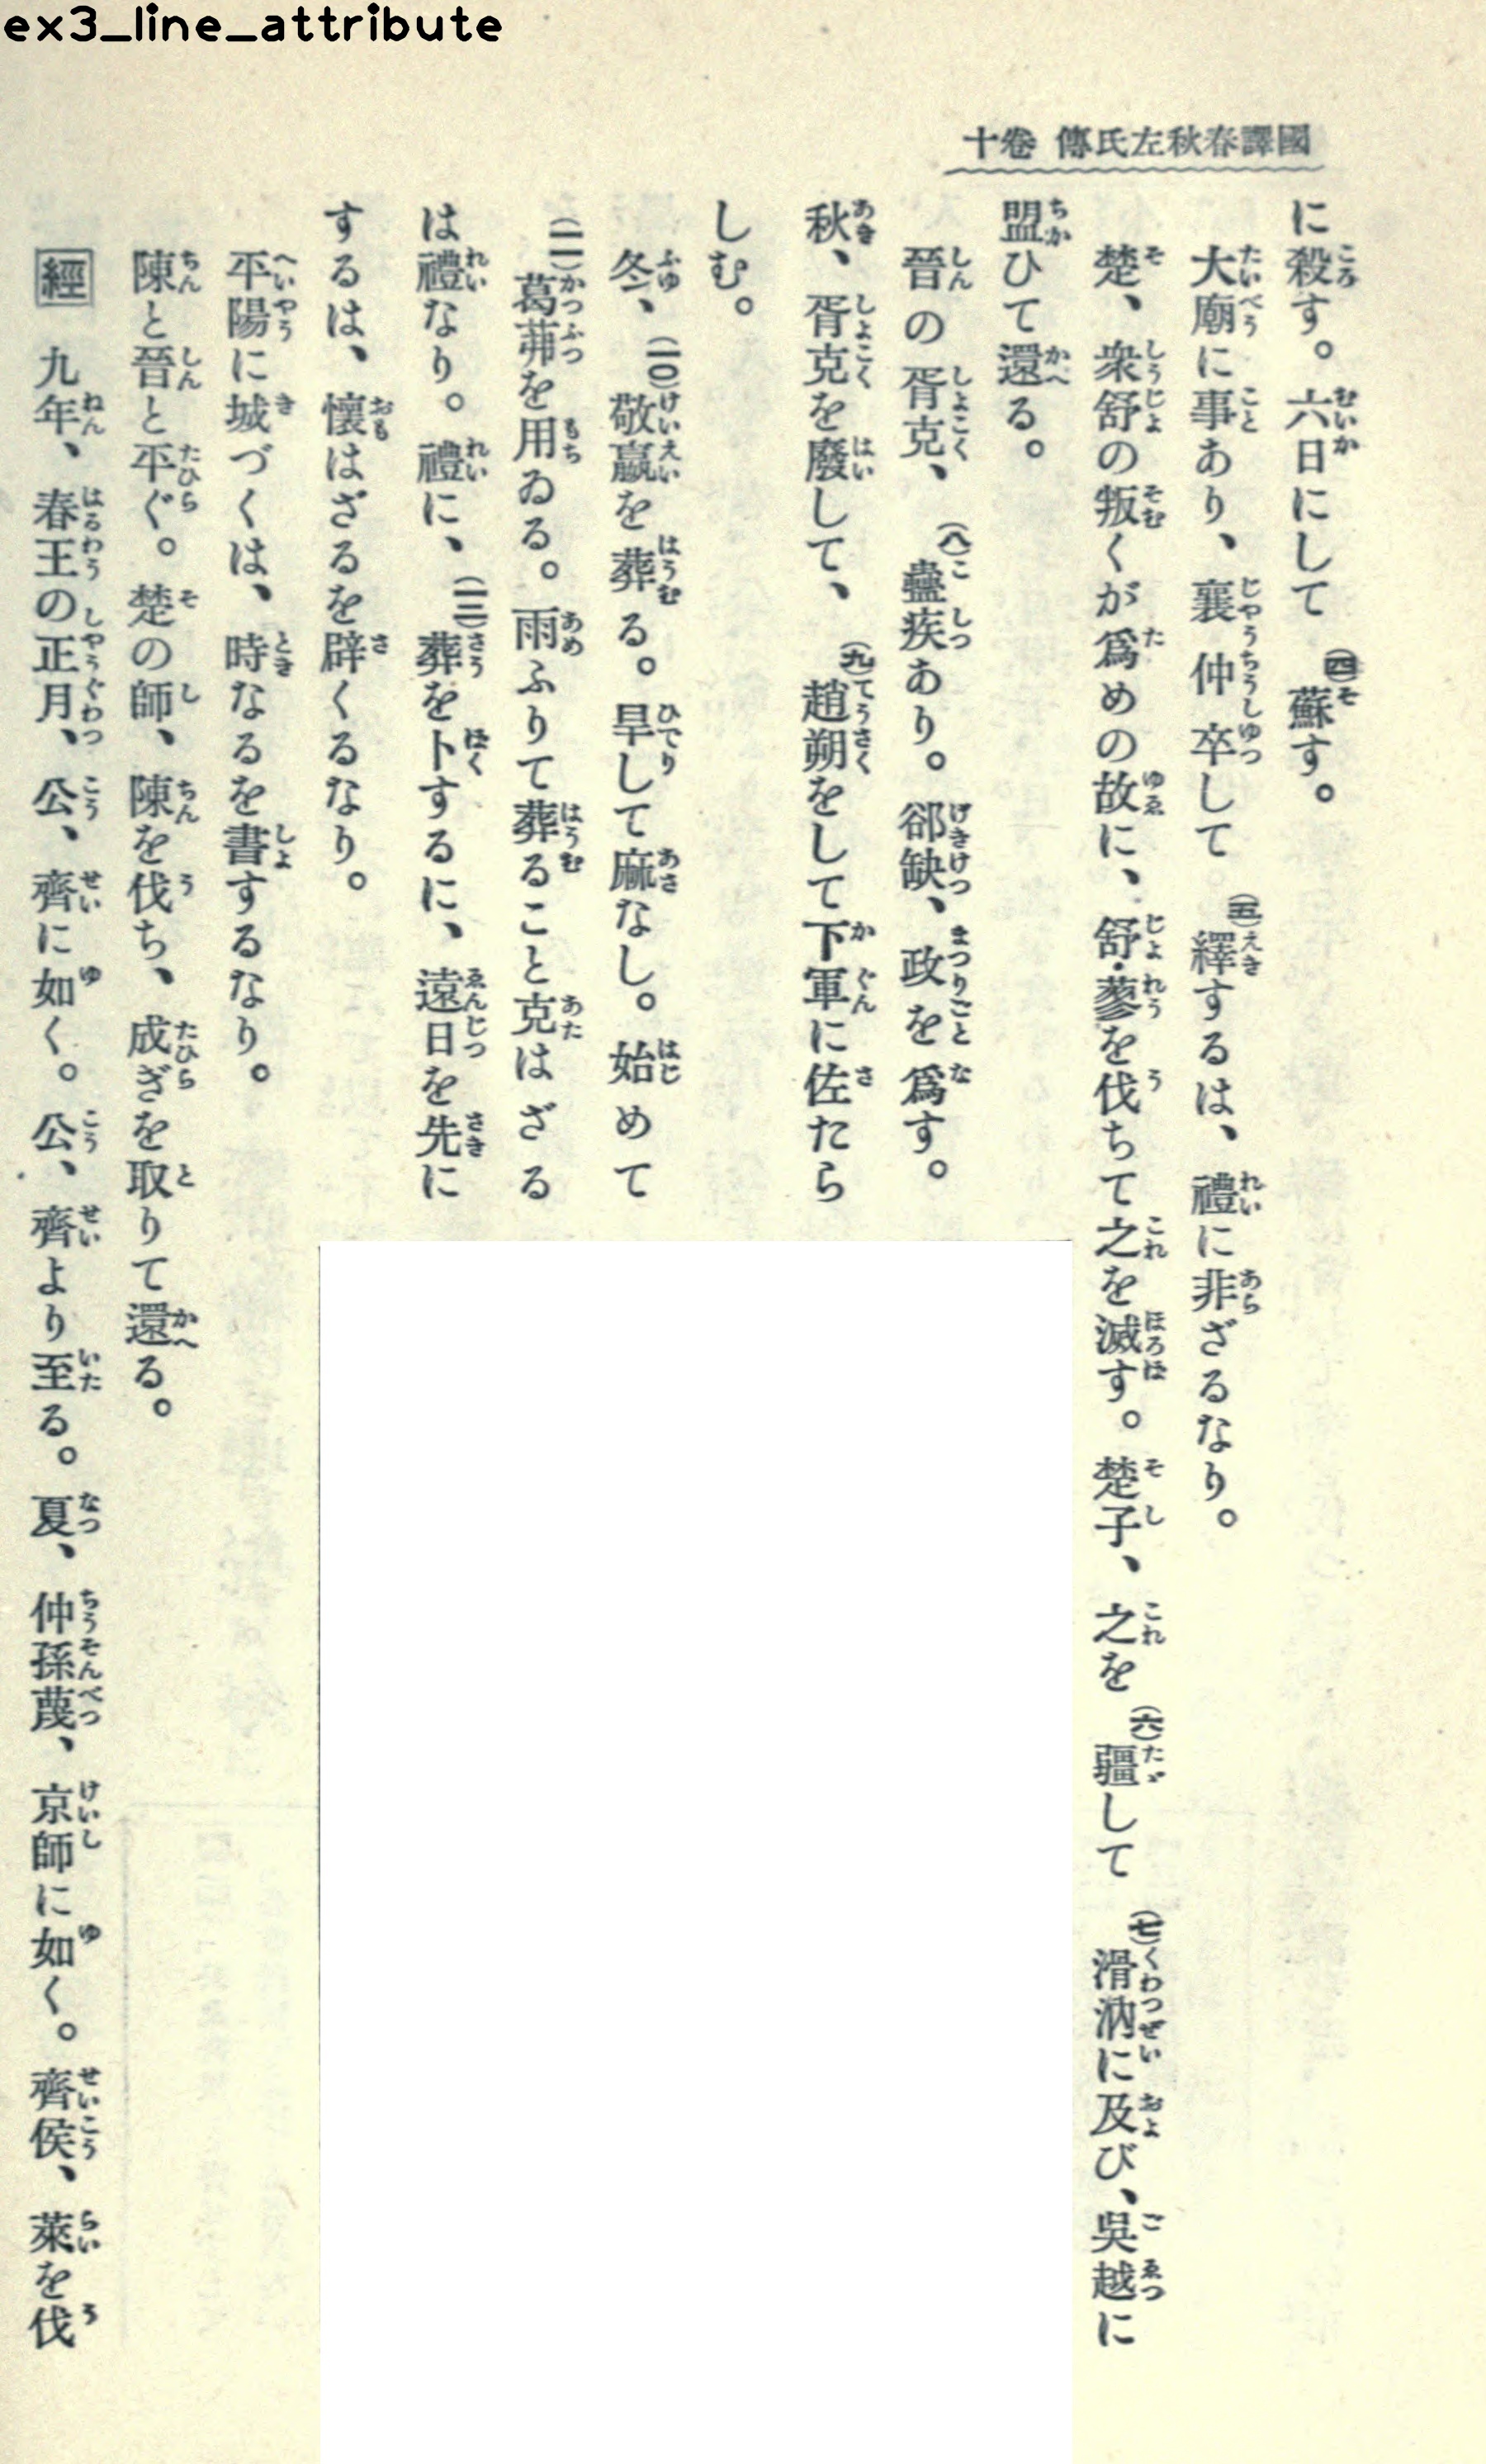 ex3_line_attribute
國譯春秋左氏傳 卷十
に殺す。六日にして(四)蘇す。
大廟に事あり、襄仲卒して(五)繹するは、禮に非ざるなり。
楚、衆舒の叛くが爲めの故に、舒・蓼を伐ちて之を滅す。楚子、之を(六)疆して(七)滑汭に及び、吳越に
盟ひて還る。
晉の胥克、(八)蠱疾あり。郤缺、政を爲す。
秋、胥克を廢して、(九)趙朔をして下軍に佐たら
しむ。
冬、(一〇)敬嬴を葬る。旱して麻なし。始めて
(一一)葛茀を用ゐる。雨ふりて葬ること克はざる
は禮なり。禮に、(一二)葬を卜するに、遠日を先に
するは、懷はざるを辟くるなり。
平陽に城づくは、時なるを書するなり。
陳と晉と平ぐ。楚の師、陳を伐ち、成ぎを取りて還る。
經 九年、春王の正月、公、齊に如く。公、齊より至る。夏、仲孫蔑、京師に如く。齊侯、萊を伐